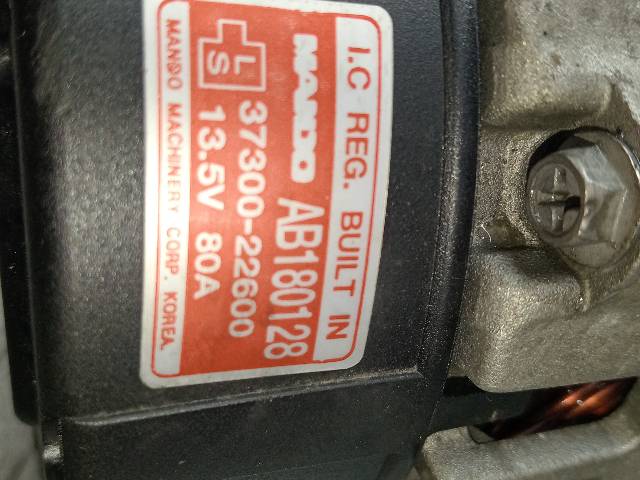 I.C REG. BUILT IN
MANDO AB180128
L
S
37300-22600
13.5V 80A
MANDO MACHINERY CORP. KOREA.